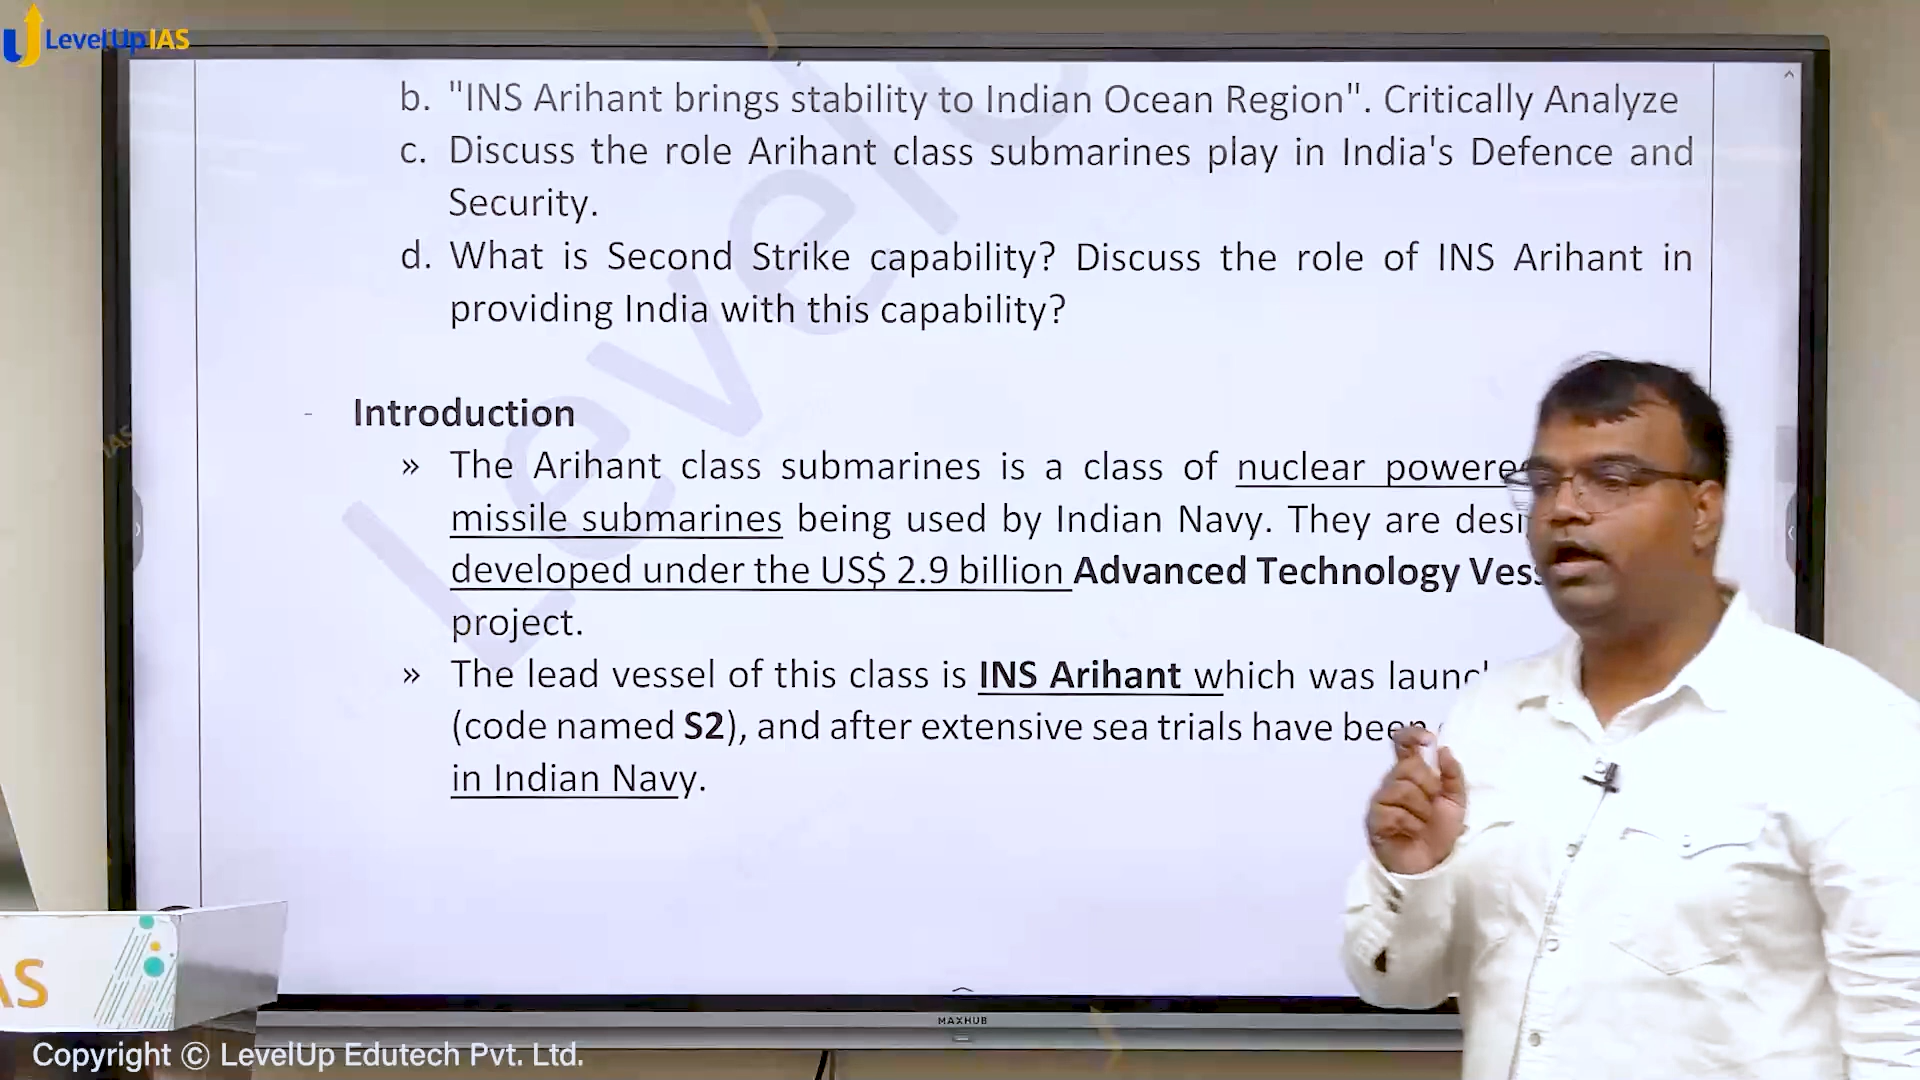 LevelUp IAS
b. "INS Arihant brings stability to Indian Ocean Region". Critically Analyze
c. Discuss the role Arihant class submarines play in India's Defence and
Security.
d. What is Second Strike capability? Discuss the role of INS Arihant in
providing India with this capability?
- Introduction
» The Arihant class submarines is a class of nuclear powere
missile submarines being used by Indian Navy. They are desi
developed under the US$ 2.9 billion Advanced Technology Vess
project.
» The lead vessel of this class is INS Arihant which was launc
(code named S2), and after extensive sea trials have been
in Indian Navy.
MAXHUB
AS
Copyright © LevelUp Edutech Pvt. Ltd.